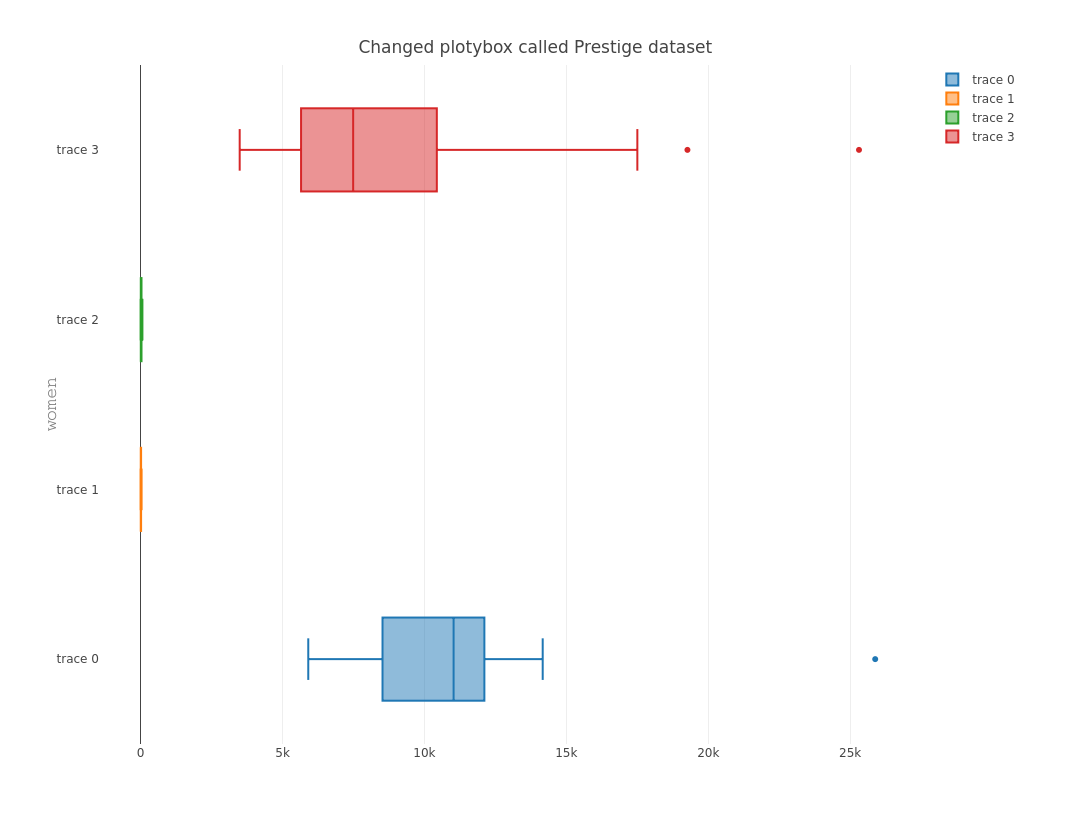 Changed plotybox called Prestige dataset
trace 0
trace 1
trace 2
trace 3
trace 3
trace 2
trace 1
trace 0
women
0
5k
10k
15k
20k
25k